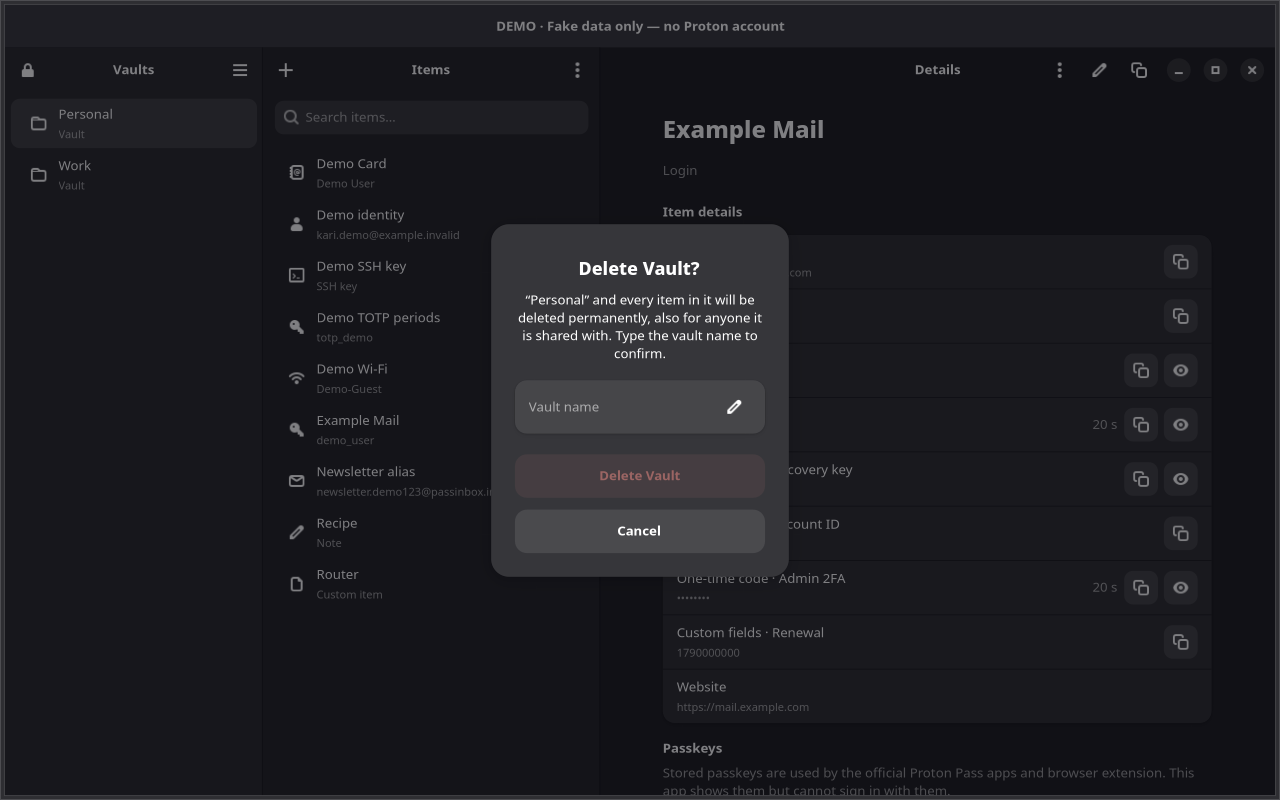 DEMO · Fake data only — no Proton account
Vaults
Items
Details
Personal
Vault
Work
Vault
Search items...
Demo Card
Demo User
Demo identity
kari.demo@example.invalid
Demo SSH key
SSH key
Demo TOTP periods
totp_demo
Demo Wi-Fi
Demo-Guest
Example Mail
demo_user
Newsletter alias
Recipe
Note
Router
Custom item
Example Mail
Login
Item details
Delete Vault?
“Personal” and every item in it will be
deleted permanently, also for anyone it
is shared with. Type the vault name to
confirm.
Vault name
Delete Vault
Cancel
20 s
key
ID
One-time code · Admin 2FA
••••••••
20 s
Custom fields · Renewal
1790000000
Website
https://mail.example.com
Passkeys
Stored passkeys are used by the official Proton Pass apps and browser extension. This
app shows them but cannot sign in with them.